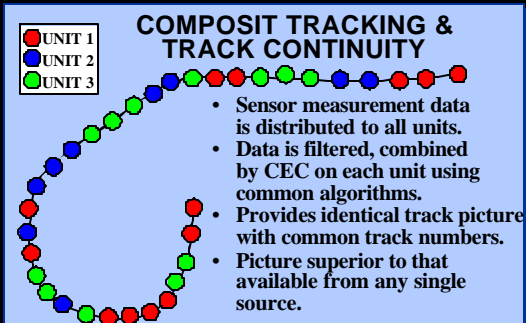 COMPOSIT TRACKING &
TRACK CONTINUITY
UNIT 1
UNIT 2
UNIT 3
• Sensor measurement data
is distributed to all units.
• Data is filtered, combined
by CEC on each unit using
common algorithms.
• Provides identical track picture
with common track numbers.
• Picture superior to that
available from any single
source.